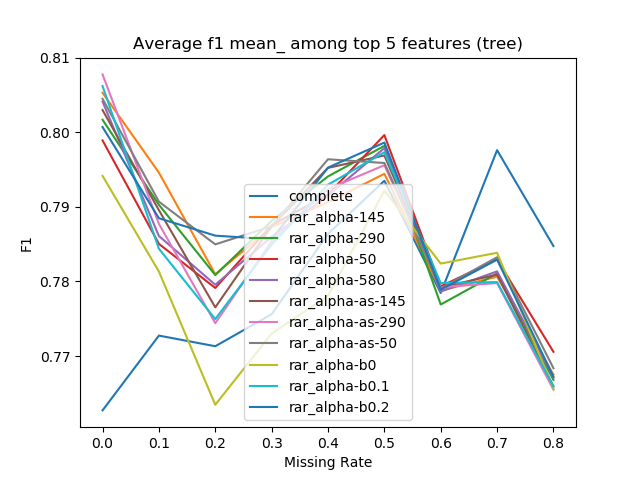 Average f1 mean_ among top 5 features (tree)
F1
0.81
0.80
0.79
0.78
0.77
complete
rar_alpha-145
rar_alpha-290
rar_alpha-50
rar_alpha-580
rar_alpha-as-145
rar_alpha-as-290
rar_alpha-as-50
rar_alpha-b0
rar_alpha-b0.1
rar_alpha-b0.2
0.0 0.1 0.2 0.3 0.4 0.5 0.6 0.7 0.8
Missing Rate